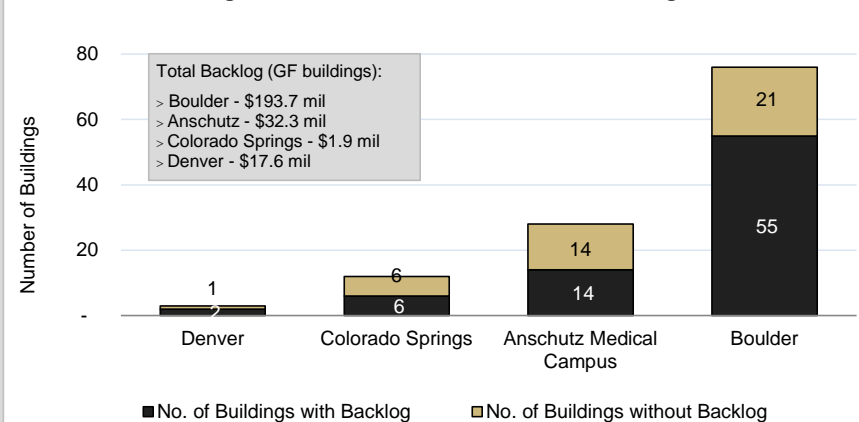 80
60
40
20
-
Number of Buildings
Total Backlog (GF buildings):
> Boulder - $193.7 mil
> Anschutz - $32.3 mil
> Colorado Springs - $1.9 mil
> Denver - $17.6 mil
1
2
6
6
14
14
21
55
Denver
Colorado Springs
Anschutz Medical
Campus
Boulder
No. of Buildings with Backlog
No. of Buildings without Backlog